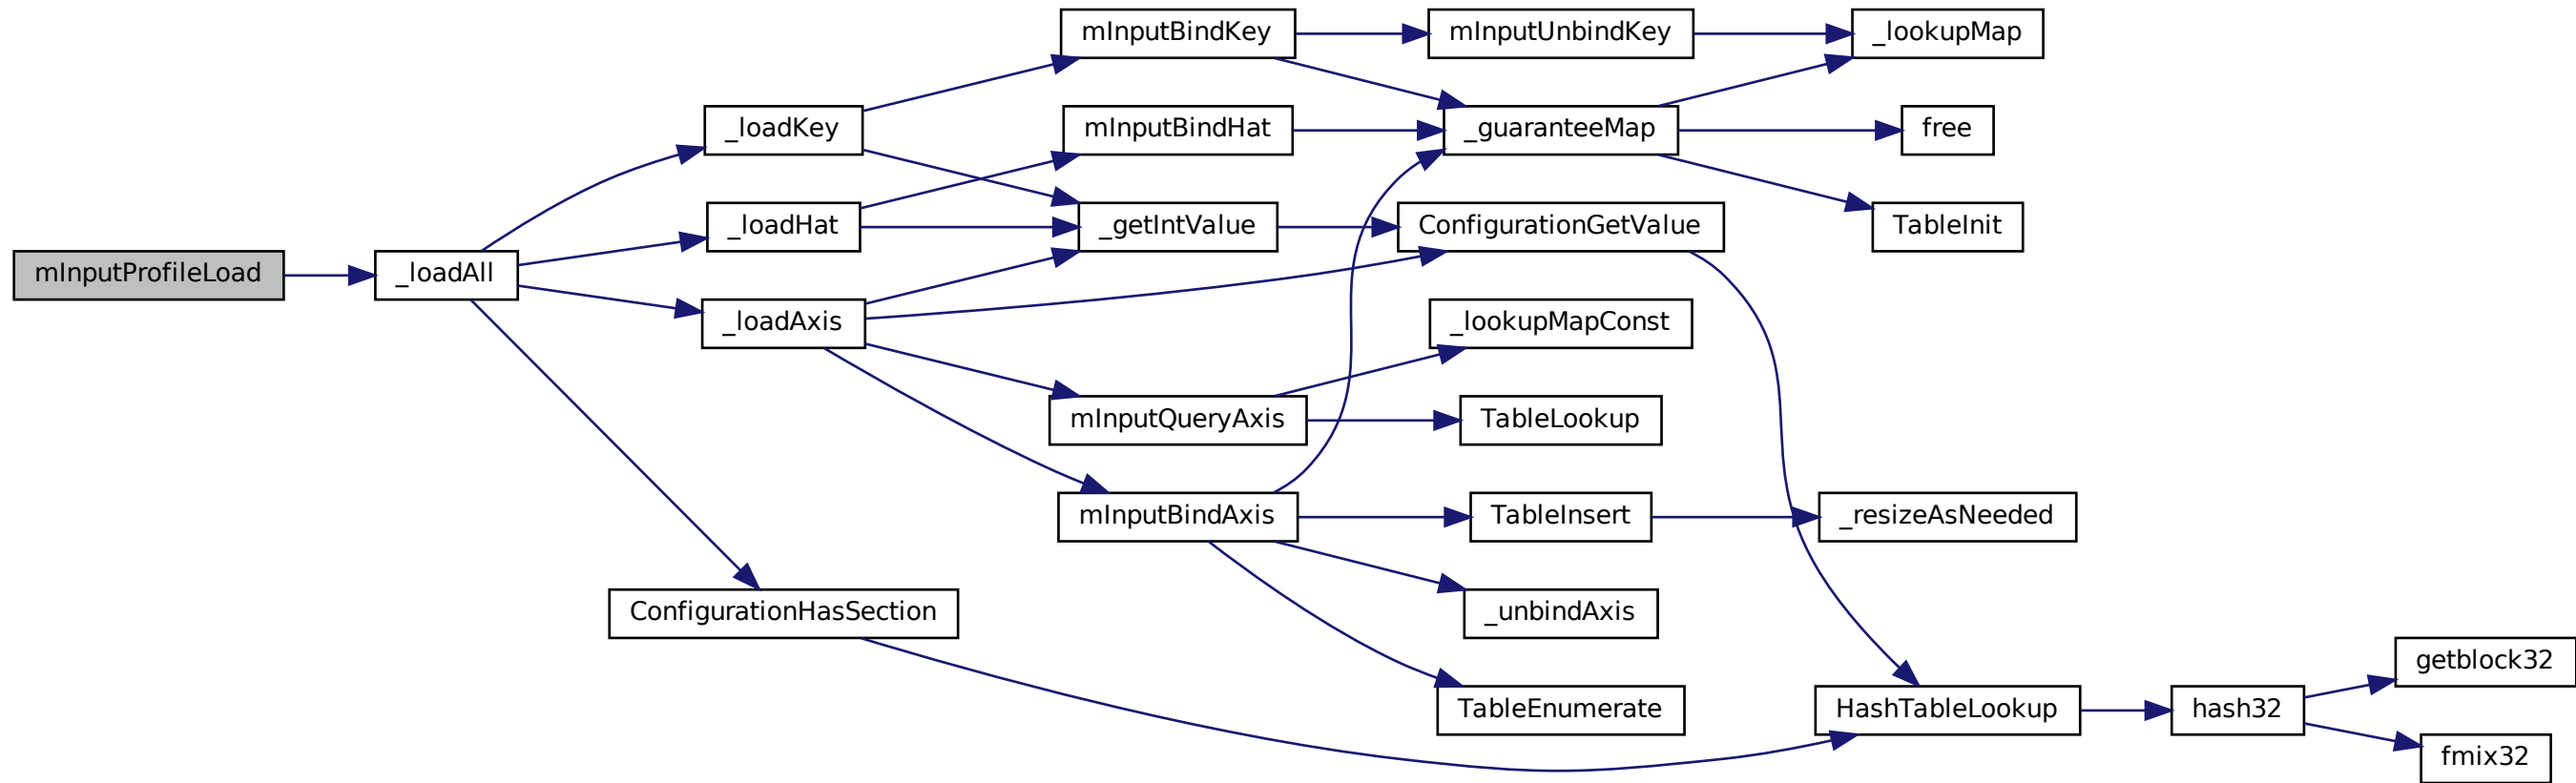 mInputProfileLoad
_loadAll
_loadKey
_loadHat
_loadAxis
ConfigurationHasSection
mInputBindKey
mInputBindHat
_getIntValue
mInputQueryAxis
mInputBindAxis
mInputUnbindKey
_guaranteeMap
ConfigurationGetValue
_lookupMapConst
TableLookup
TableInsert
_unbindAxis
TableEnumerate
_lookupMap
free
TableInit
_resizeAsNeeded
HashTableLookup
hash32
getblock32
fmix32